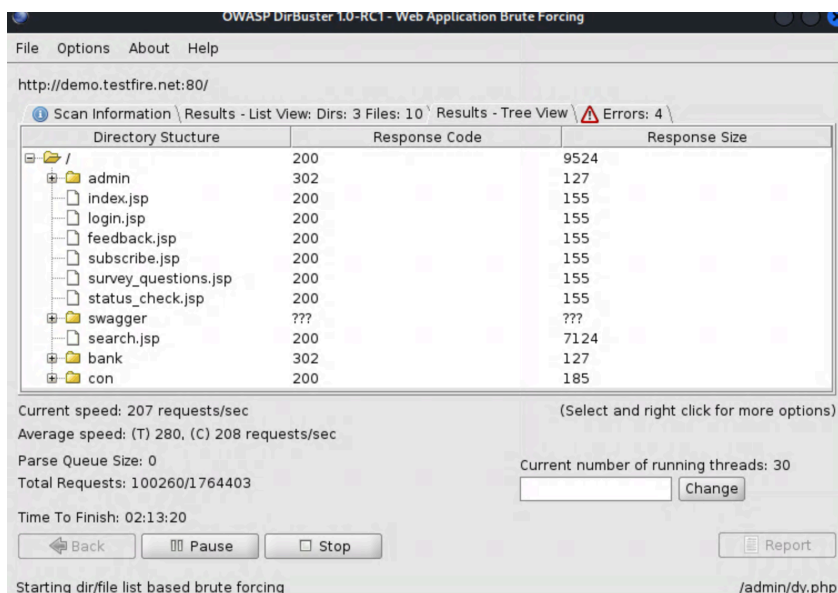 OWASP DirBuster 1.0-RC1 - Web Application Brute Forcing
File Options About Help
http://demo.testfire.net:80/
Scan Information Results - List View: Dirs: 3 Files: 10 Results - Tree View Errors: 4
Directory Stucture Response Code Response Size
/ 200 9524
admin 302 127
index.jsp 200 155
login.jsp 200 155
feedback.jsp 200 155
subscribe.jsp 200 155
survey_questions.jsp 200 155
status_check.jsp 200 155
swagger ??? ???
search.jsp 200 7124
bank 302 127
con 200 185
Current speed: 207 requests/sec (Select and right click for more options)
Average speed: (T) 280, (C) 208 requests/sec
Parse Queue Size: 0 Current number of running threads: 30
Total Requests: 100260/1764403 Change
Time To Finish: 02:13:20
Back Pause Stop Report
Starting dir/file list based brute forcing /admin/dv.php